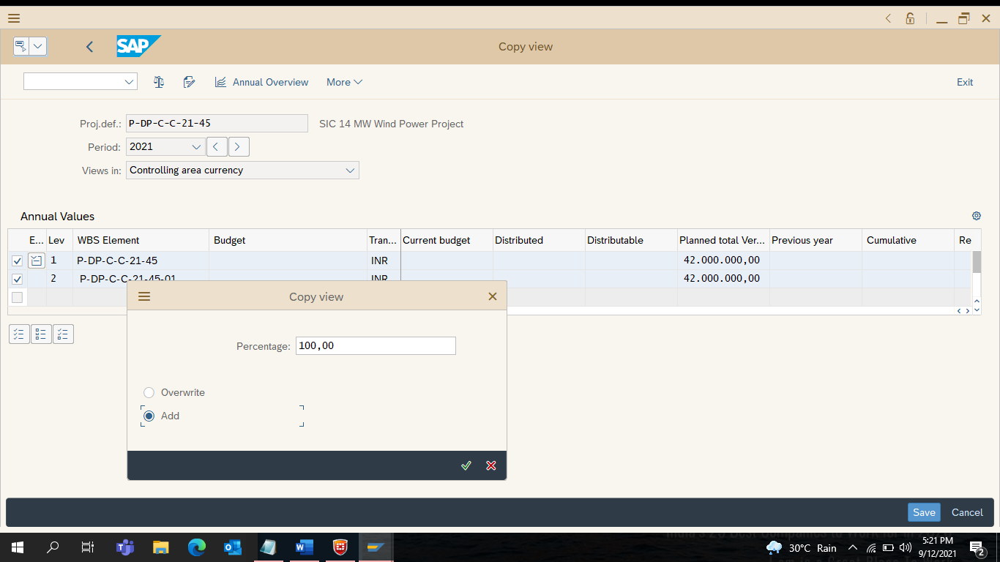 SAP
Copy view
Annual Overview More Exit
Proj.def.: P-DP-C-C-21-45 SIC 14 MW Wind Power Project
Period: 2021
Views in: Controlling area currency
Annual Values
E... Lev WBS Element Budget Tran... Current budget Distributed Distributable Planned total Ver... Previous year Cumulative Re
1 P-DP-C-C-21-45 INR 42.000.000,00
2 P-DP-C-C-21-45-01 INR 42.000.000,00
Copy view
Percentage: 100,00
Overwrite
Add
Save Cancel
30°C Rain
5:21 PM
9/12/2021
2